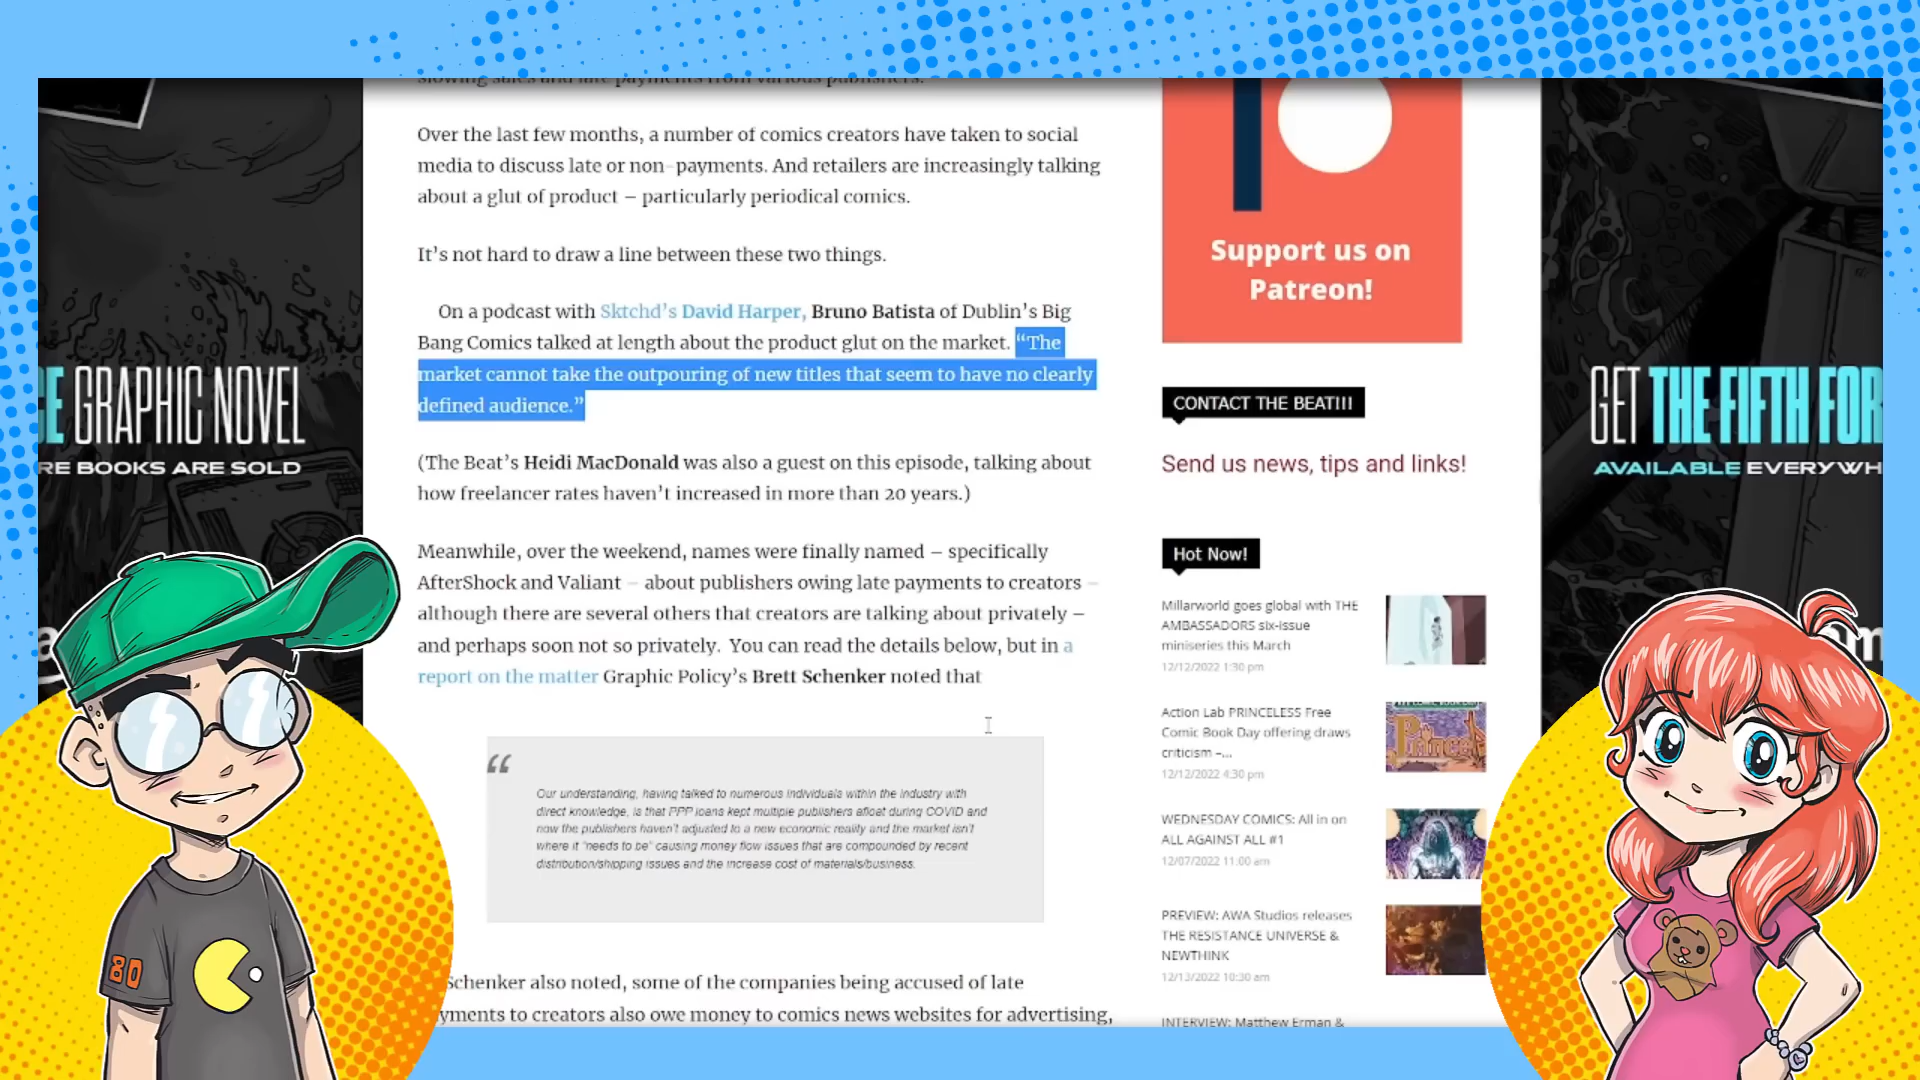 slowing sales and late payments from various publishers.
Over the last few months, a number of comics creators have taken to social
media to discuss late or non-payments. And retailers are increasingly talking
about a glut of product – particularly periodical comics.
It's not hard to draw a line between these two things.
On a podcast with Sktchd's David Harper, Bruno Batista of Dublin's Big
Bang Comics talked at length about the product glut on the market. “The
market cannot take the outpouring of new titles that seem to have no clearly
defined audience.”
(The Beat's Heidi MacDonald was also a guest on this episode, talking about
how freelancer rates haven't increased in more than 20 years.)
Meanwhile, over the weekend, names were finally named – specifically
AfterShock and Valiant – about publishers owing late payments to creators –
although there are several others that creators are talking about privately –
and perhaps soon not so privately. You can read the details below, but in a
report on the matter Graphic Policy's Brett Schenker noted that
“
Our understanding, having talked to numerous individuals within the industry with
direct knowledge, is that PPP loans kept multiple publishers afloat during COVID and
now the publishers haven't adjusted to a new economic reality and the market isn't
where it "needs to be" causing money flow issues that are compounded by recent
distribution/shipping issues and the increase cost of materials/business.
Schenker also noted, some of the companies being accused of late
yments to creators also owe money to comics news websites for advertising,
Support us on
Patreon!
CONTACT THE BEAT!!!
Send us news, tips and links!
Hot Now!
Millarworld goes global with THE
AMBASSADORS six-issue
miniseries this March
12/12/2022 1:30 pm
Action Lab PRINCELESS Free
Comic Book Day offering draws
criticism –...
12/12/2022 4:30 pm
WEDNESDAY COMICS: All in on
ALL AGAINST ALL #1
12/07/2022 11:00 am
PREVIEW: AWA Studios releases
THE RESISTANCE UNIVERSE &
NEWTHINK
12/13/2022 10:30 am
INTERVIEW: Matthew Erman &
E GRAPHIC NOVEL
RE BOOKS ARE SOLD
GET THE FIFTH FOR
AVAILABLE EVERYWH
80